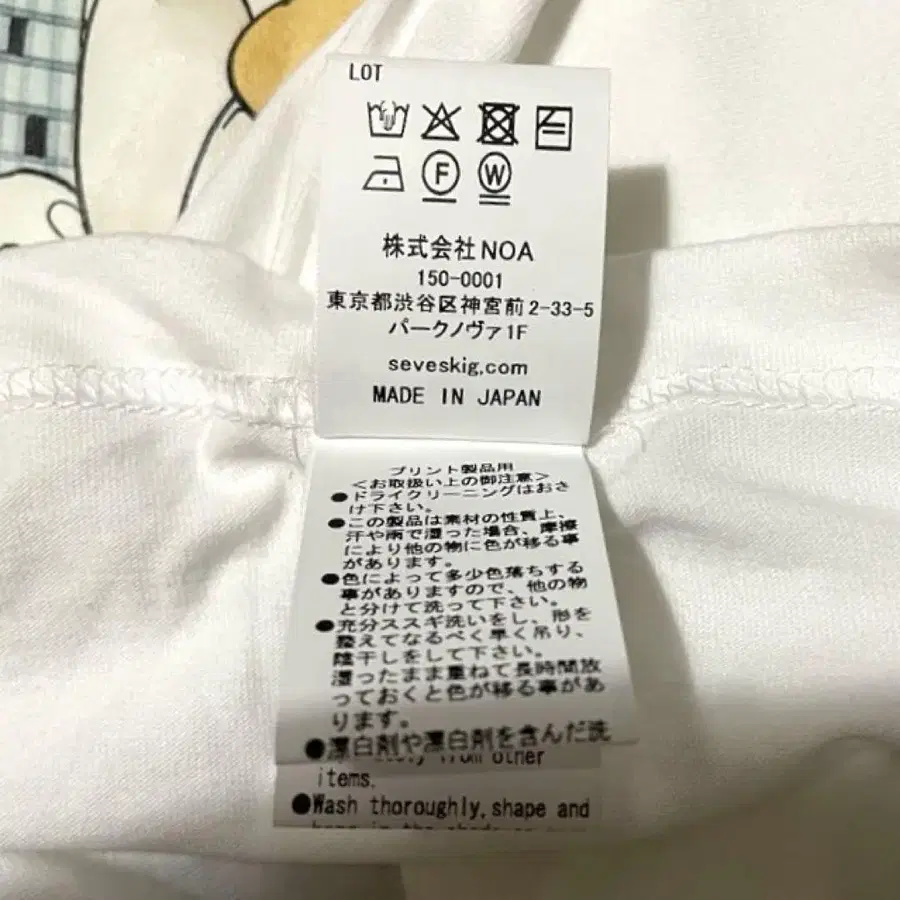 LOT
F W
株式会社NOA
150-0001
東京都渋谷区神宮前2-33-5
パークノヴァ1F
seveskig.com
MADE IN JAPAN
プリント製品用
＜お取扱い上の御注意＞
●ドライクリーニングはおさ
け下さい。
●この製品は素材の性質上、
汗や雨で湿った場合、摩擦
により他の物に色が移る事
があります。
●色によって多少色落ちする
事がありますので、他の物
と分けて洗って下さい。
●充分ススギ洗いをし、形を
整えてなるべく早く吊り、
陰干しをして下さい。
湿ったまま重ねて長時間放
っておくと色が移る事があ
ります。
●漂白剤や漂白剤を含んだ洗
from other
items.
●Wash thoroughly,shape and